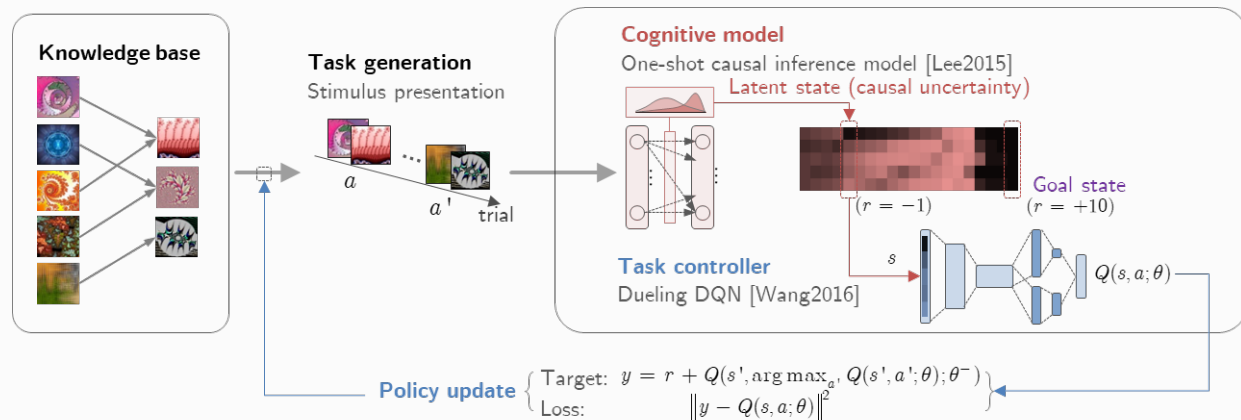 Knowledge base
Task generation
Stimulus presentation
a
...
a'
trial
Cognitive model
One-shot causal inference model [Lee2015]
Latent state (causal uncertainty)
Goal state
(r = −1)
(r = +10)
Task controller
Dueling DQN [Wang2016]
s
Q(s, a; θ)
Policy update
Target: y = r + Q(s', arg max_a' Q(s', a'; θ); θ⁻)
Loss: ‖y − Q(s, a; θ)‖²